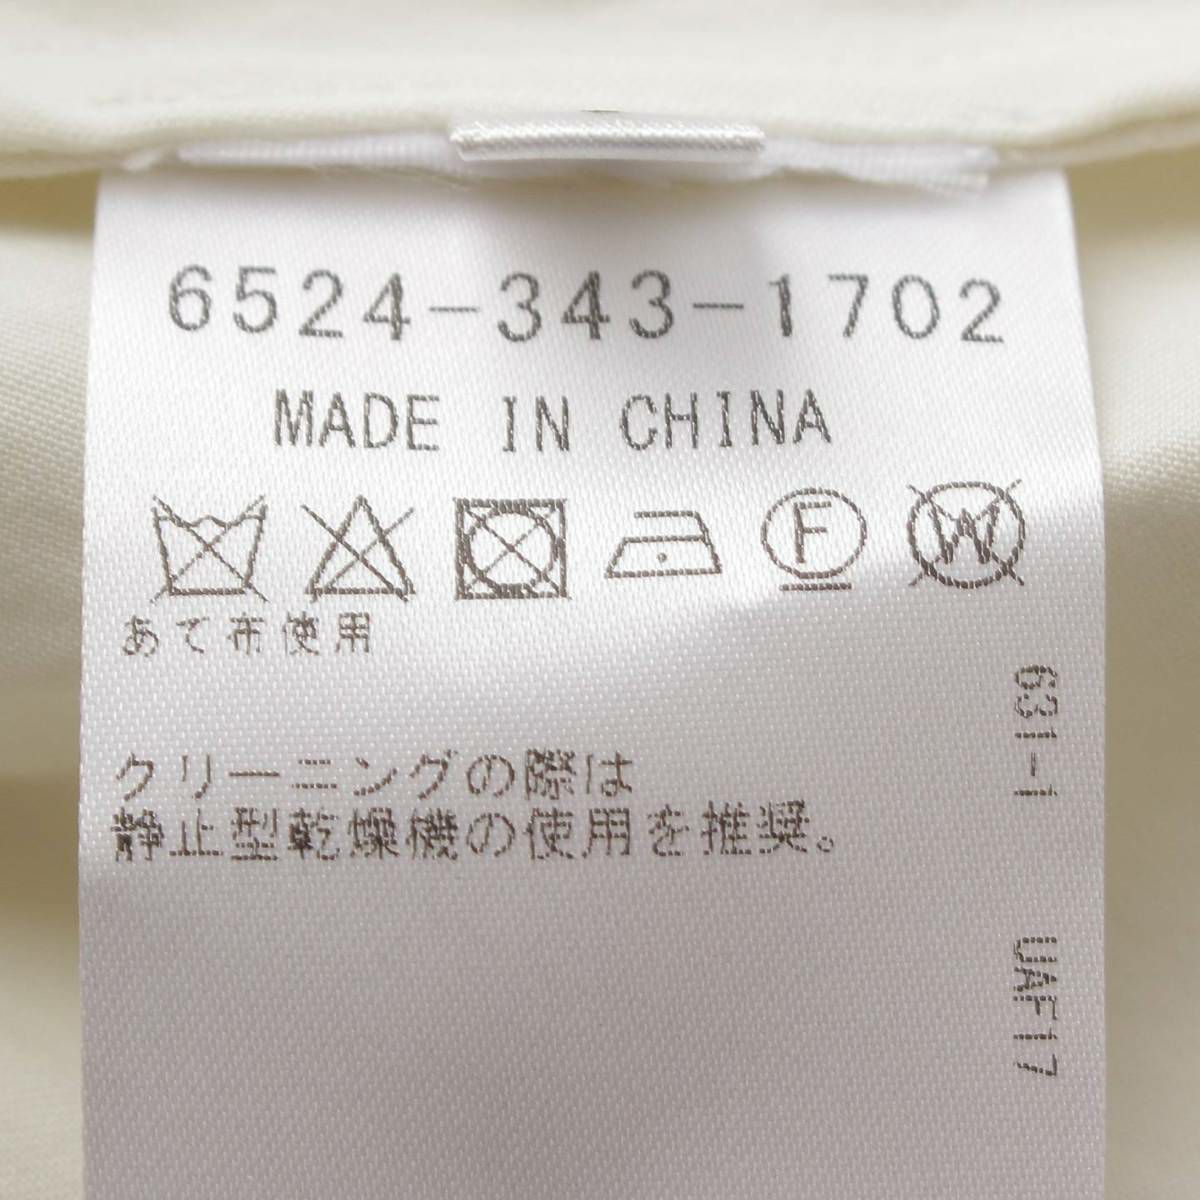 6524-343-1702
MADE IN CHINA
F
W
あて布使用
クリーニングの際は
静止型乾燥機の使用を推奨。
631-1
UAF17